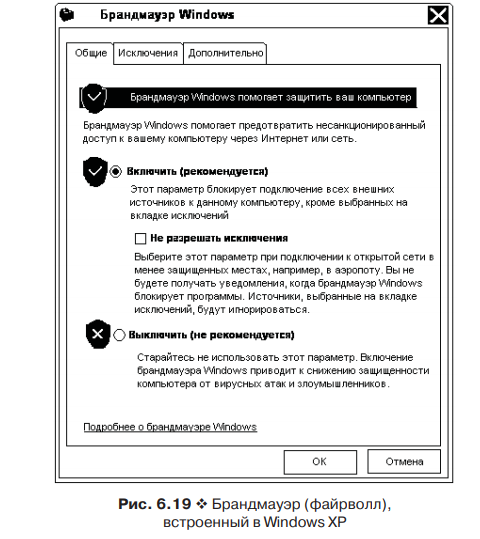 Брандмауэр Windows
Общие Исключения Дополнительно
Брандмауэр Windows помогает защитить ваш компьютер
Брандмауэр Windows помогает предотвратить несанкционированный
доступ к вашему компьютеру через Интернет или сеть.
Включить (рекомендуется)
Этот параметр блокирует подключение всех внешних
источников к данному компьютеру, кроме выбранных на
вкладке исключений
Не разрешать исключения
Выберите этот параметр при подключении к открытой сети в
менее защищенных местах, например, в аэропоту. Вы не
будете получать уведомления, когда брандмауэр Windows
блокирует программы. Источники, выбранные на вкладке
исключений, будут игнорироваться.
Выключить (не рекомендуется)
Старайтесь не использовать этот параметр. Включение
брандмауэра Windows приводит к снижению защищенности
компьютера от вирусных атак и злоумышленников.
Подробнее о брандмауэре Windows
ОК Отмена
Рис. 6.19 ❖ Брандмауэр (файрволл),
встроенный в Windows XP